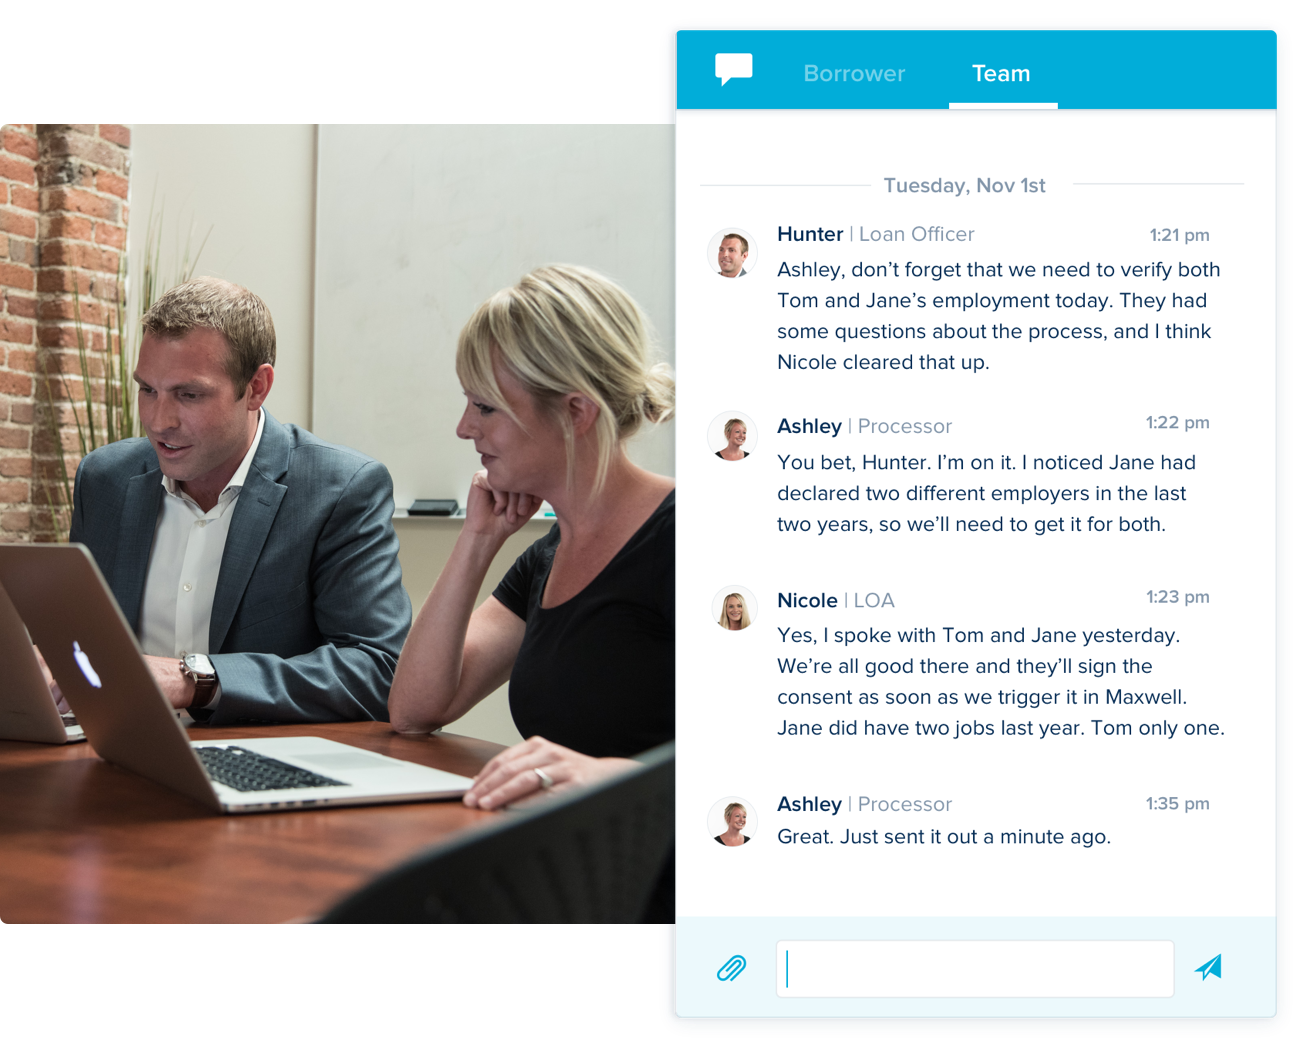 Borrower Team
Tuesday, Nov 1st
Hunter | Loan Officer 1:21 pm
Ashley, don’t forget that we need to verify both
Tom and Jane’s employment today. They had
some questions about the process, and I think
Nicole cleared that up.
Ashley | Processor 1:22 pm
You bet, Hunter. I’m on it. I noticed Jane had
declared two different employers in the last
two years, so we’ll need to get it for both.
Nicole | LOA 1:23 pm
Yes, I spoke with Tom and Jane yesterday.
We’re all good there and they’ll sign the
consent as soon as we trigger it in Maxwell.
Jane did have two jobs last year. Tom only one.
Ashley | Processor 1:35 pm
Great. Just sent it out a minute ago.